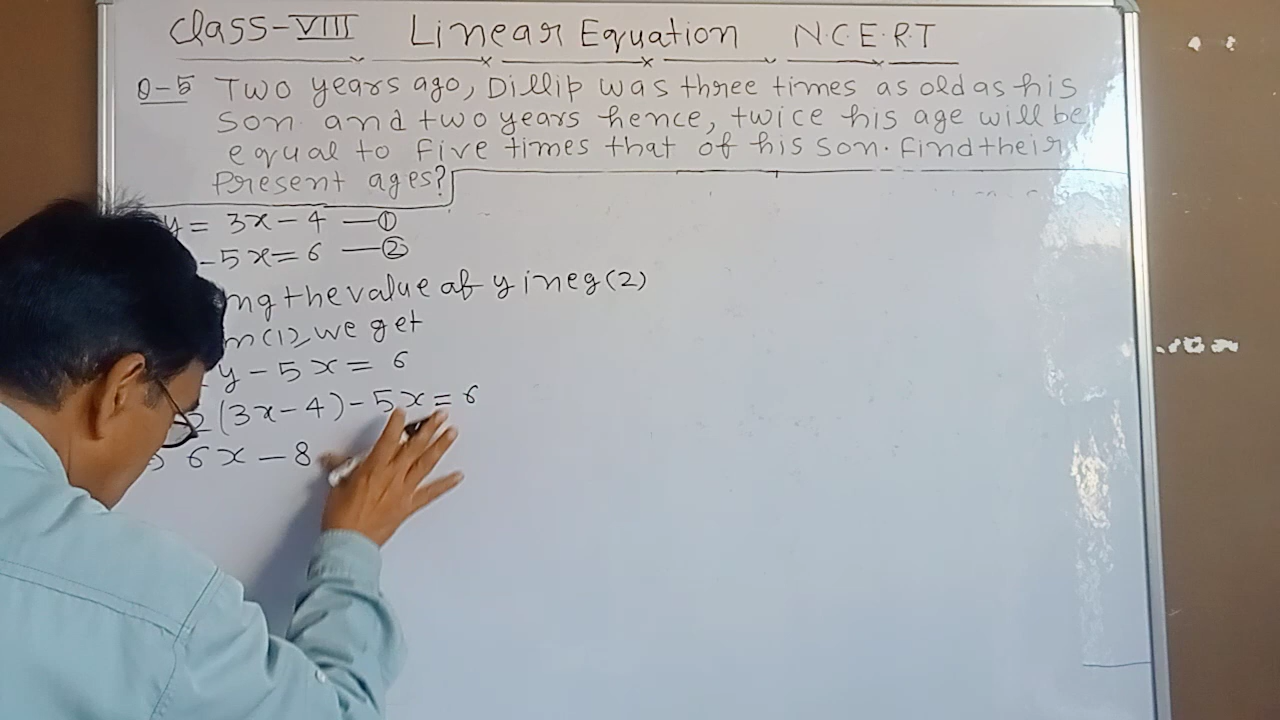 Class-VIII Linear Equation N.C.E.R.T
Q-5 Two years ago, Dillip was three times as old as his
son and two years hence, twice his age will be
equal to five times that of his son. Find their
present ages?
y = 3x - 4 — ①
- 5x = 6 — ②
the value of y in eq (2)
(1), we get
y - 5x = 6
2 (3x - 4) - 5x = 6
6x - 8